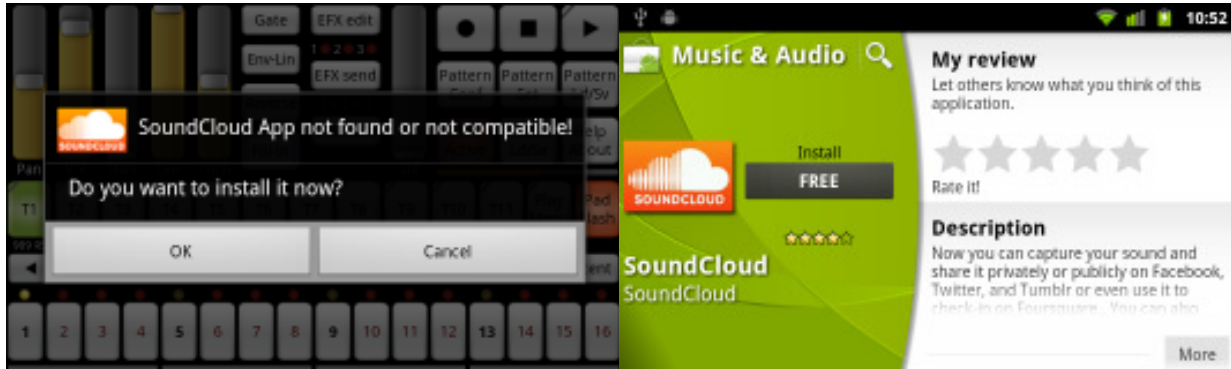 Gate
EFX edit
1 2 3
Env-Lin
EFX send
Pattern
Pattern
Pattern
SoundCloud App not found or not compatible!
SOUNDCLOUD
Do you want to install it now?
T1
OK
Cancel
1 2 3 4 5 6 7 8 9 10 11 12 13 14 15 16
10:52
Music & Audio
Install
FREE
SOUNDCLOUD
SoundCloud
SoundCloud
My review
Let others know what you think of this
application.
Rate it!
Description
Now you can capture your sound and
share it privately or publicly on Facebook,
Twitter, and Tumblr or even use it to
check-in on Foursquare . You can also
More